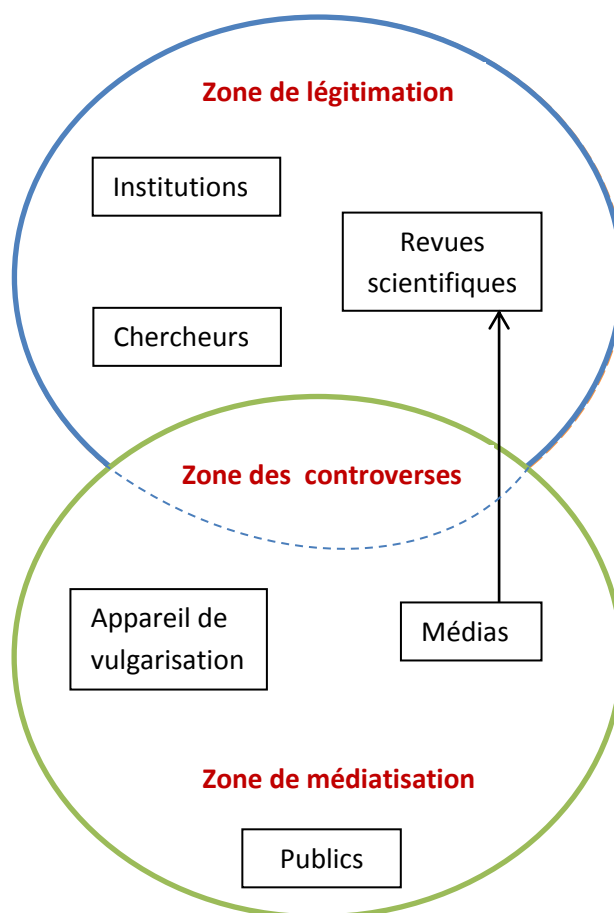 Zone de légitimation
Institutions
Revues
scientifiques
Chercheurs
Zone des  controverses
Appareil de
vulgarisation
Médias
Zone de médiatisation
Publics